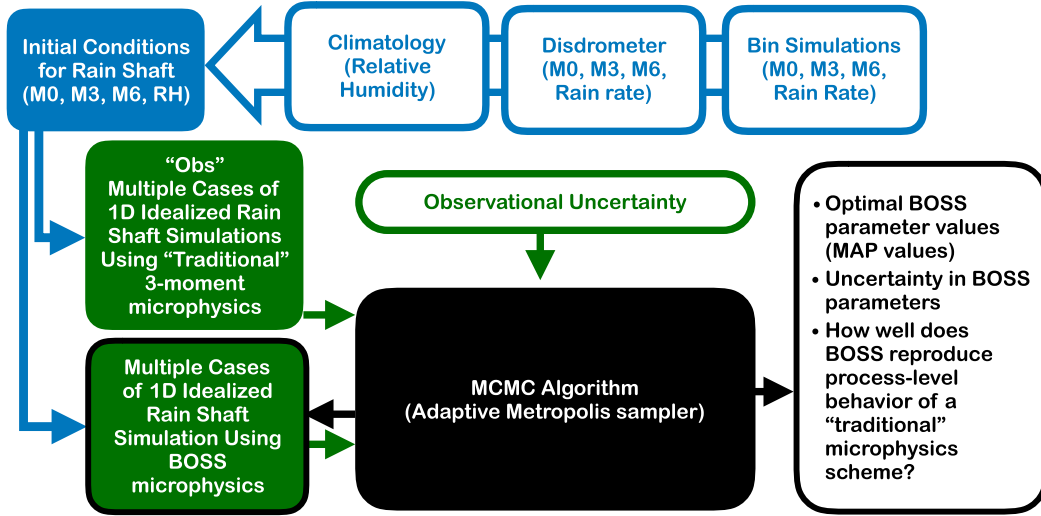 Initial Conditions
for Rain Shaft
(M0, M3, M6, RH)
Climatology
(Relative
Humidity)
Disdrometer
(M0, M3, M6,
Rain rate)
Bin Simulations
(M0, M3, M6,
Rain Rate)
“Obs”
Multiple Cases of
1D Idealized Rain
Shaft Simulations
Using “Traditional”
3-moment
microphysics
Observational Uncertainty
Multiple Cases
of 1D Idealized
Rain Shaft
Simulation Using
BOSS
microphysics
MCMC Algorithm
(Adaptive Metropolis sampler)
• Optimal BOSS
parameter values
(MAP values)
• Uncertainty in BOSS
parameters
• How well does
BOSS reproduce
process-level
behavior of a
“traditional”
microphysics
scheme?